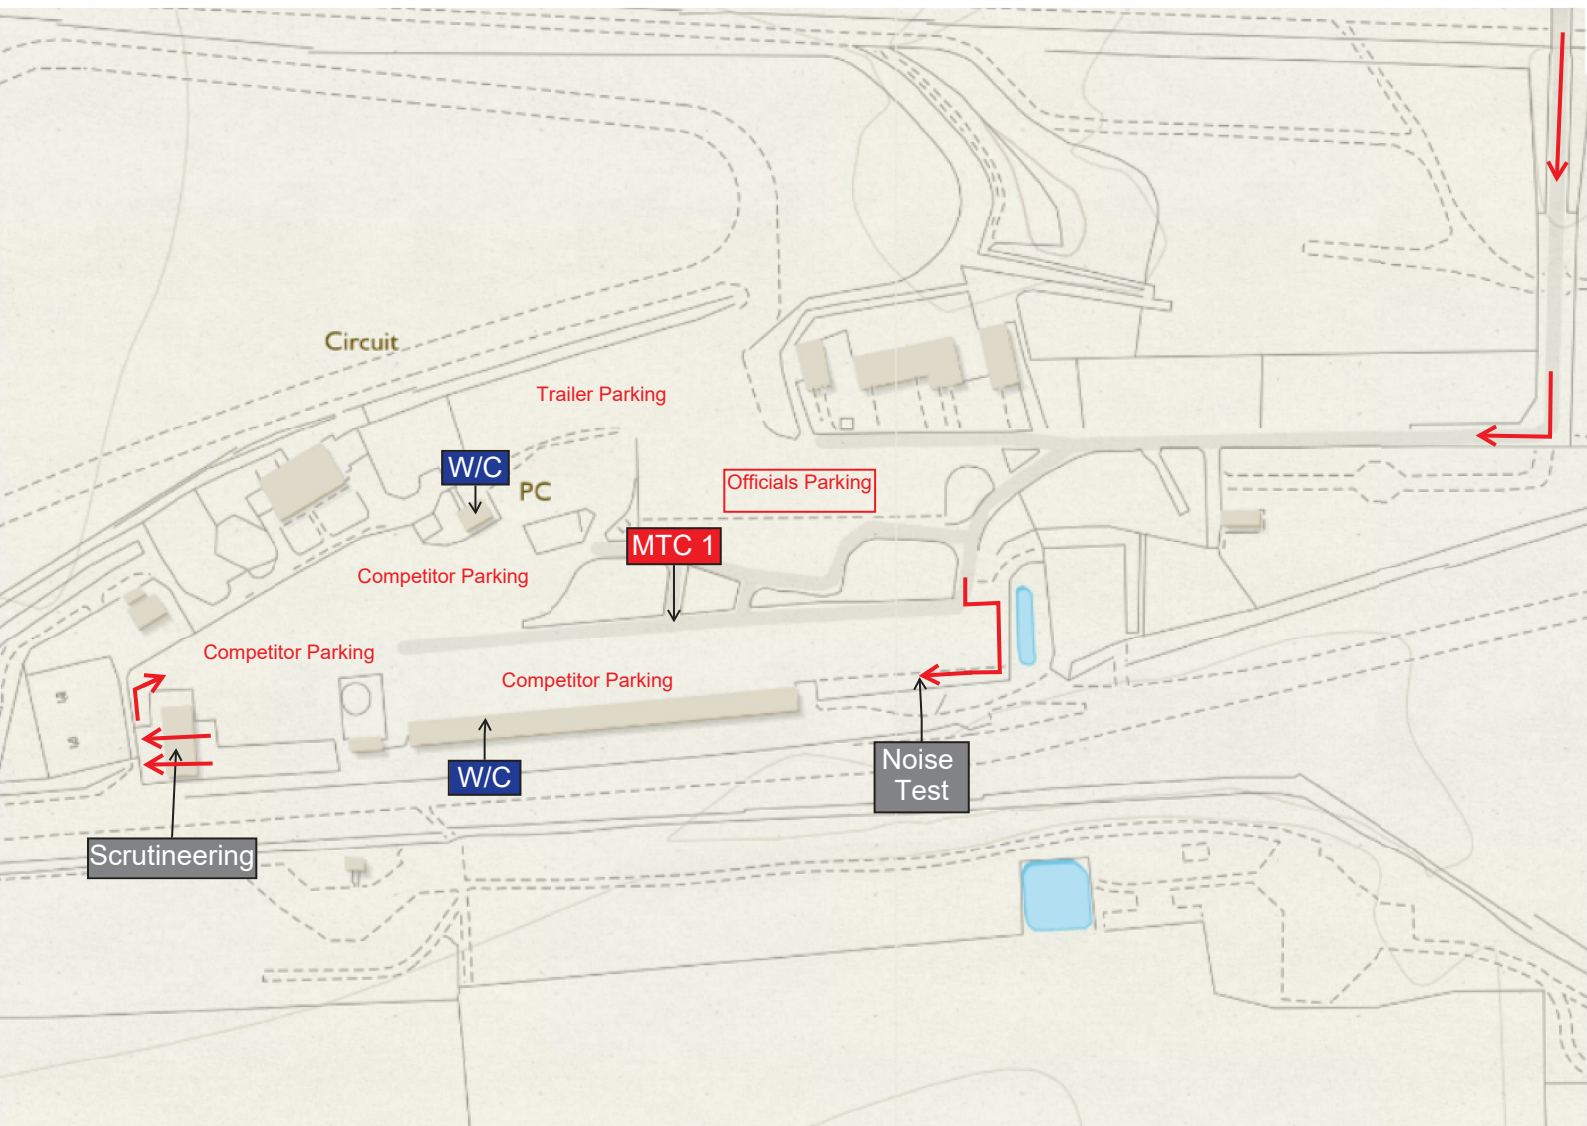 Circuit
Trailer Parking
W/C
PC
Officials Parking
MTC 1
Competitor Parking
Competitor Parking
Competitor Parking
W/C
Noise
Test
Scrutineering